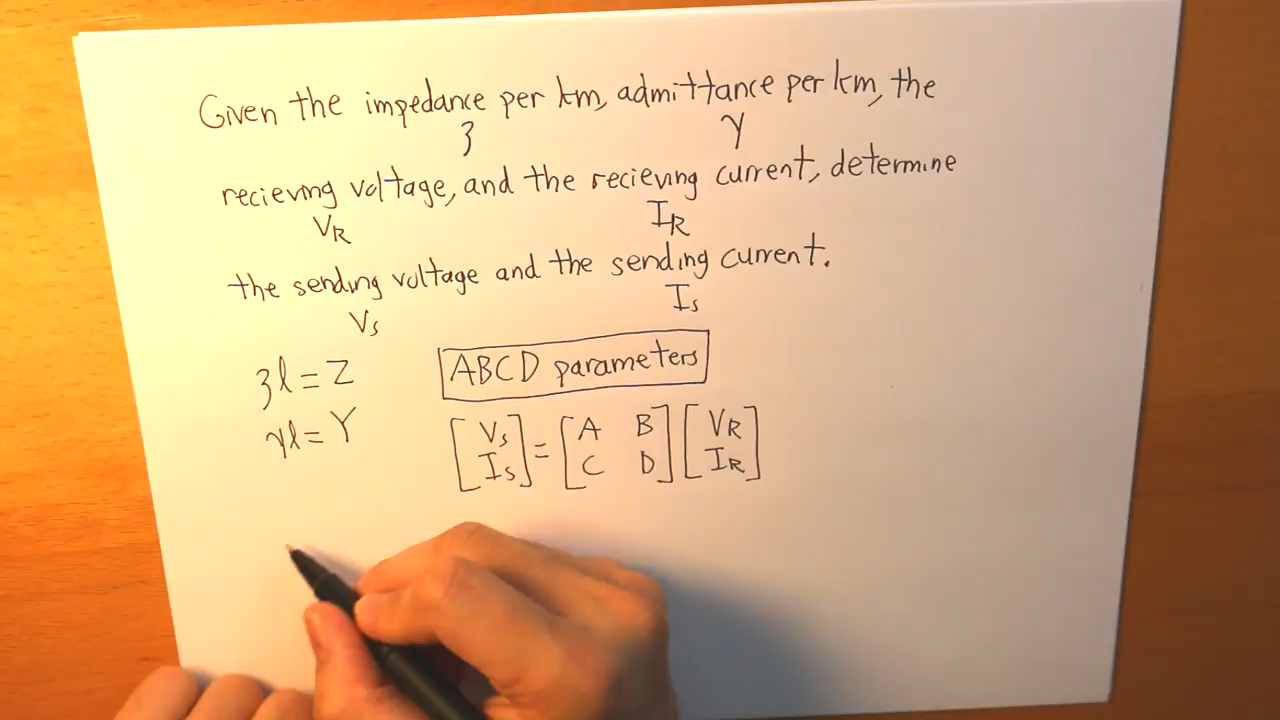 Given the impedance per km, admittance per km, the
z y
recieving voltage, and the recieving current, determine
VR IR
the sending voltage and the sending current.
Vs Is
zl = Z
yl = Y
ABCD parameters
[Vs] = [A B] [VR]
[Is] [C D] [IR]